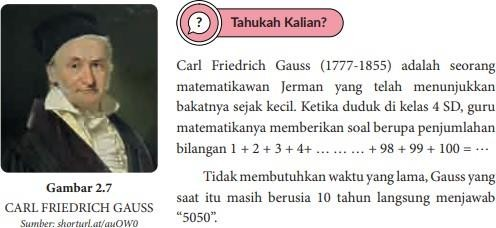 ? Tahukah Kalian?
Carl Friedrich Gauss (1777-1855) adalah seorang
matematikawan Jerman yang telah menunjukkan
bakatnya sejak kecil. Ketika duduk di kelas 4 SD, guru
matematikanya memberikan soal berupa penjumlahan
bilangan 1 + 2 + 3 + 4+ … … … + 98 + 99 + 100 = ⋯
Tidak membutuhkan waktu yang lama, Gauss yang
saat itu masih berusia 10 tahun langsung menjawab
“5050”.
Gambar 2.7
CARL FRIEDRICH GAUSS
Sumber: shorturl.at/auOW0